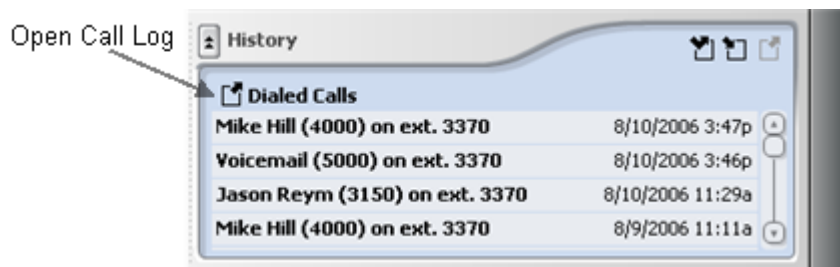 Open Call Log
History
Dialed Calls
Mike Hill (4000) on ext. 3370 8/10/2006 3:47p
Voicemail (5000) on ext. 3370 8/10/2006 3:46p
Jason Reym (3150) on ext. 3370 8/10/2006 11:29a
Mike Hill (4000) on ext. 3370 8/9/2006 11:11a